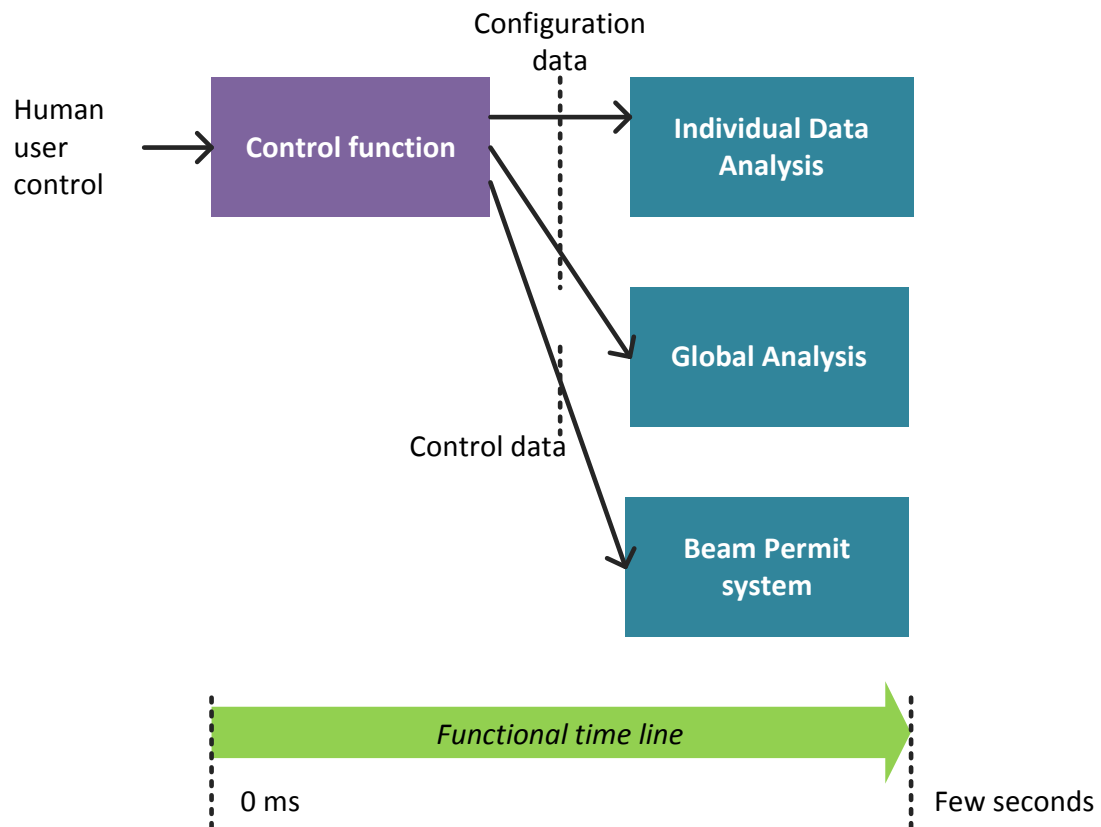 Configuration
data
Human
user
control
Control function
Individual Data
Analysis
Global Analysis
Control data
Beam Permit
system
Functional time line
0 ms
Few seconds